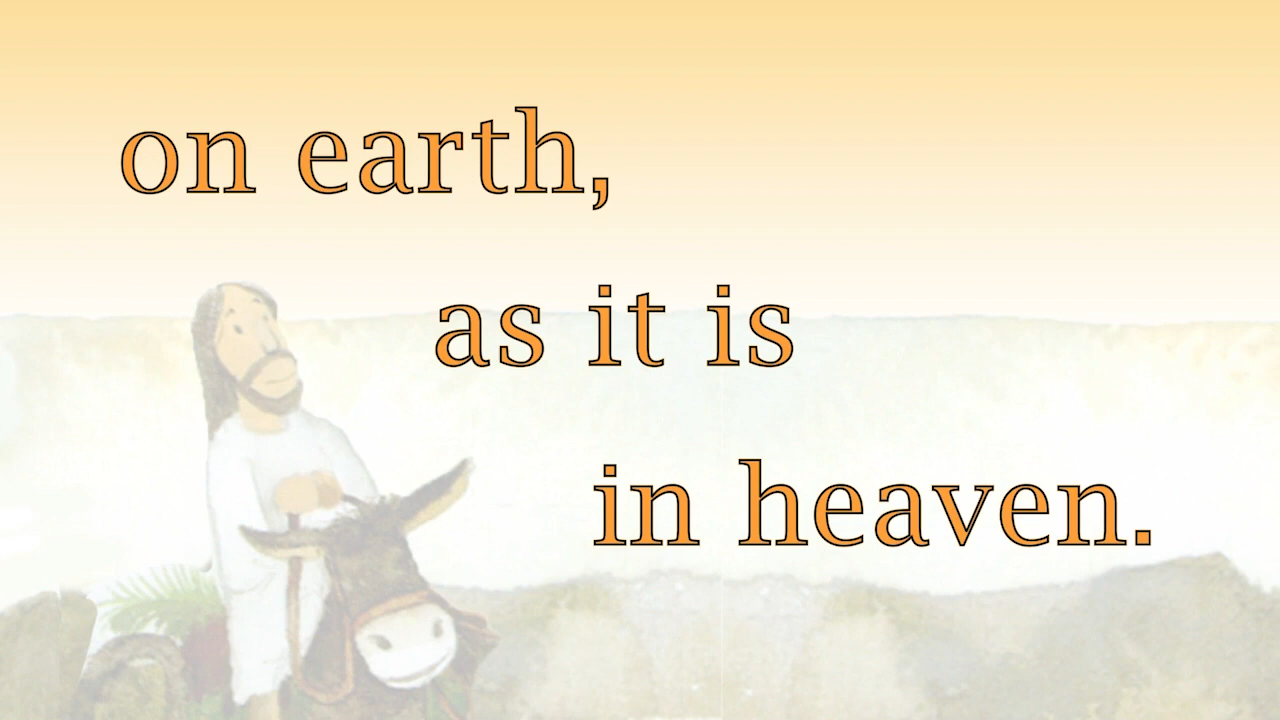 on earth,
as it is
in heaven.